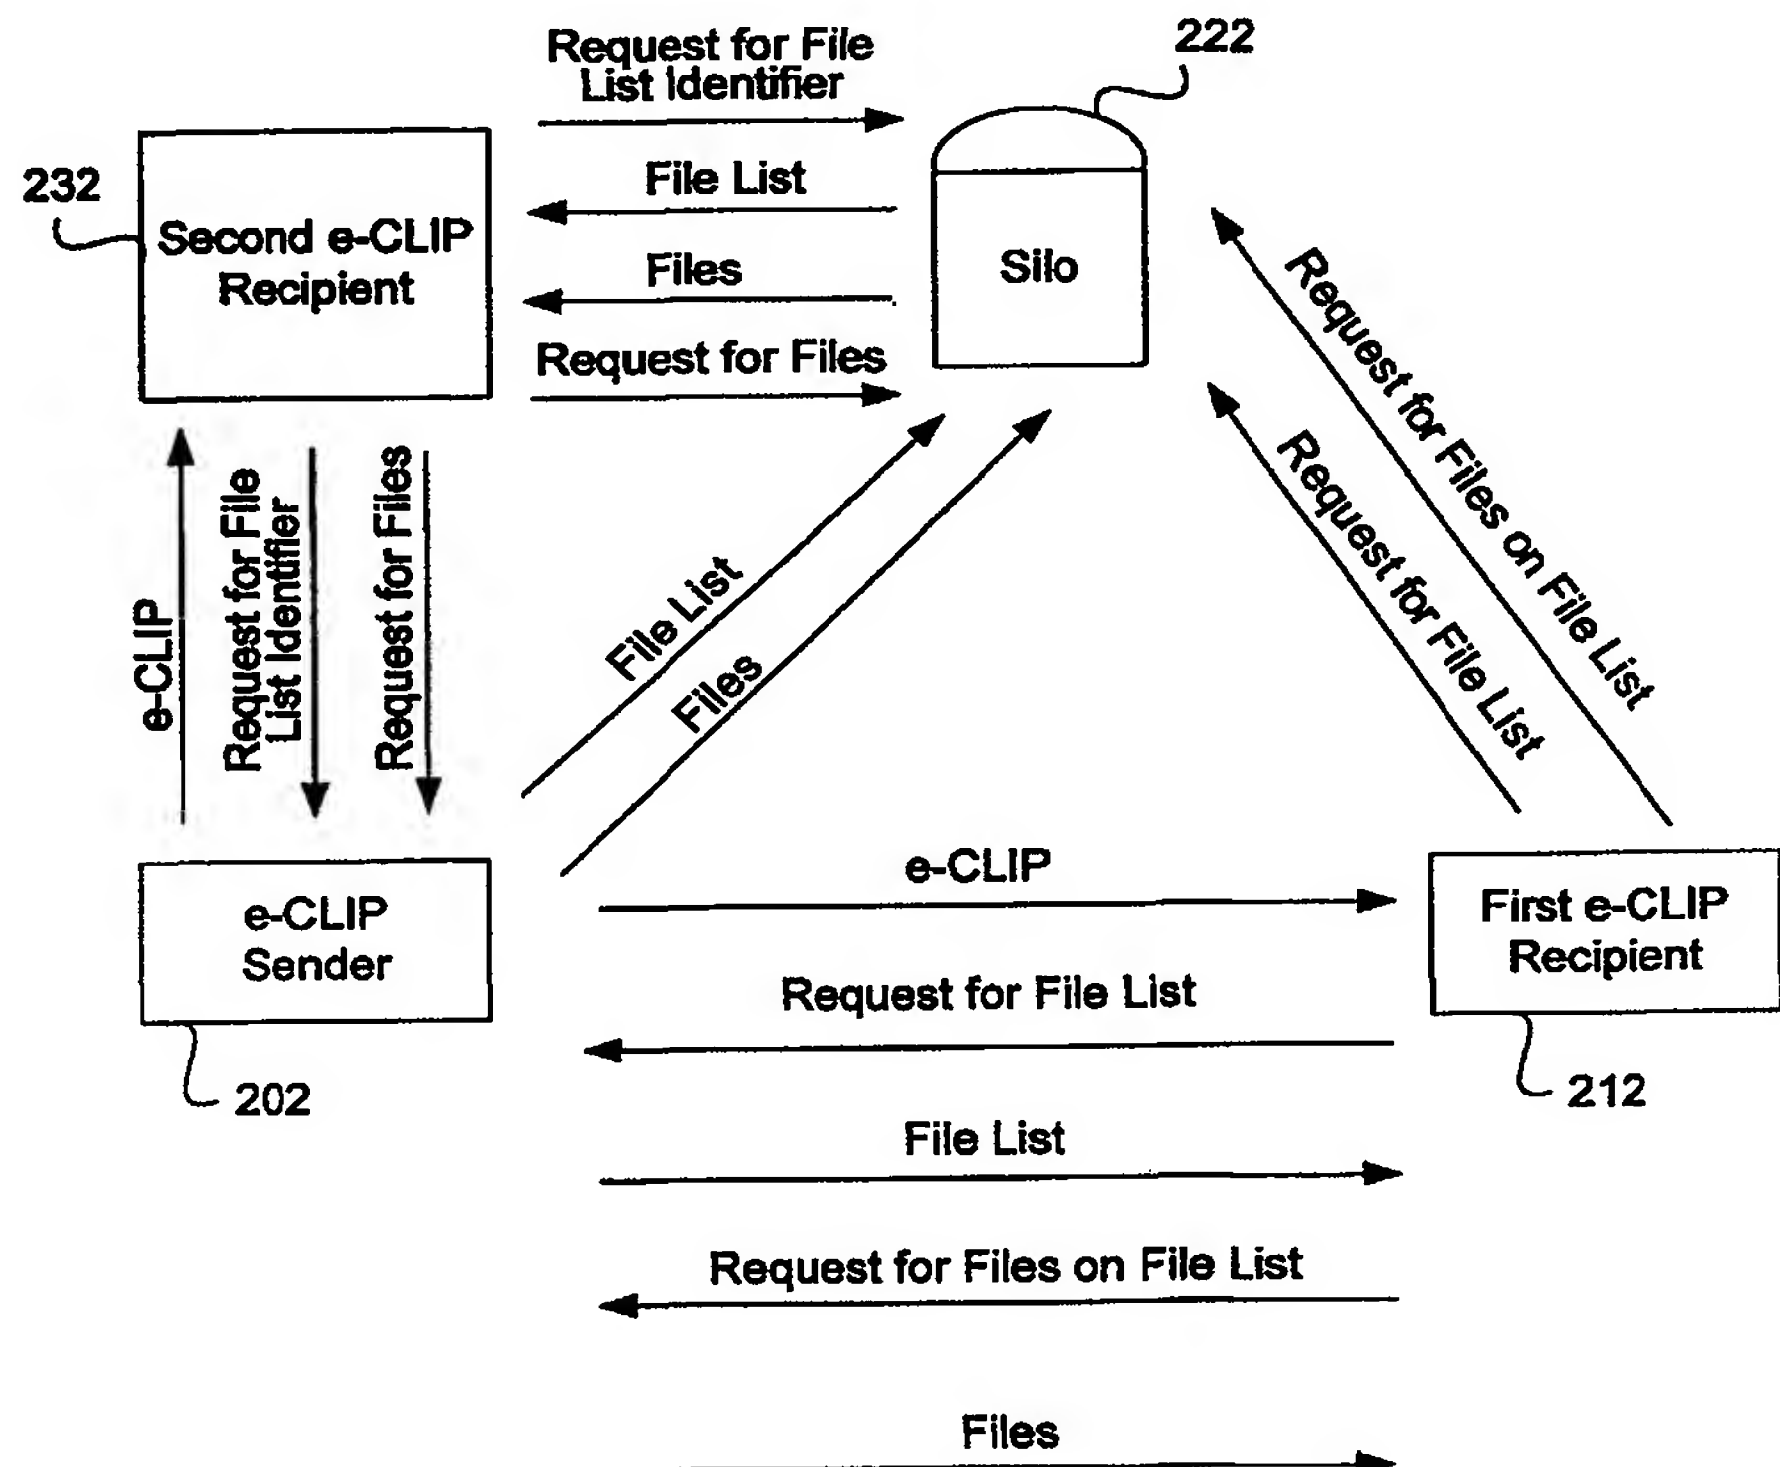 Request for File
List Identifier
222
File List
232
Second e-CLIP
Recipient
Files
Silo
Request for Files
Request for Files on File List
Request for File List
e-CLIP
Request for File
List Identifier
Request for Files
File List
Files
e-CLIP
e-CLIP
Sender
First e-CLIP
Recipient
Request for File List
202
212
File List
Request for Files on File List
Files